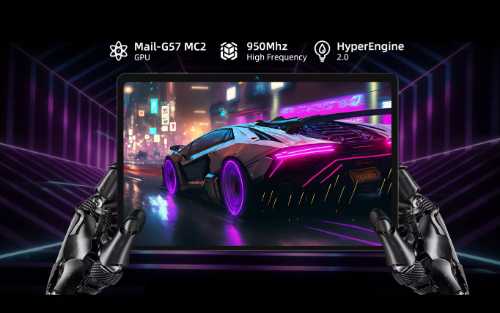 Mail-G57 MC2
GPU
950Mhz
High Frequency
HyperEngine
2.0